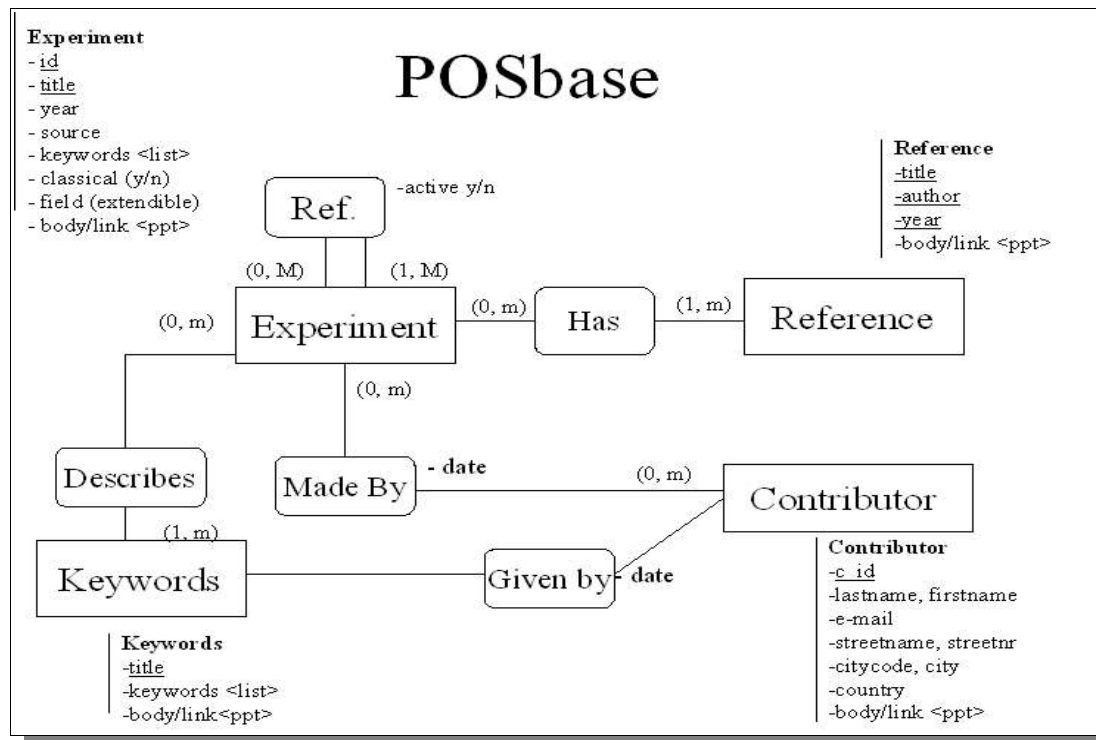 Experiment
- id
- title
- year
- source
- keywords <list>
- classical (y/n)
- field (extendible)
- body/link <ppt>
POSbase
Reference
-title
-author
-year
-body/link <ppt>
Ref.
-active y/n
(0, M)
(1, M)
(0, m)
Experiment
(0, m)
Has
(1, m)
Reference
(0, m)
Describes
Made By
- date
(0, m)
Contributor
(1, m)
Keywords
Given by
- date
Contributor
-c_id
-lastname, firstname
-e-mail
-streetname, streetnr
-citycode, city
-country
-body/link <ppt>
Keywords
-title
-keywords <list>
-body/link<ppt>